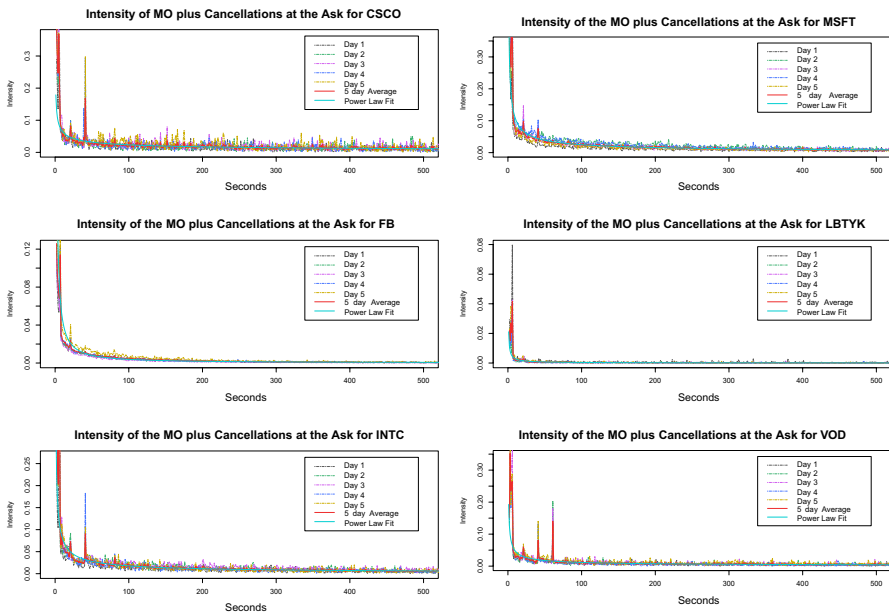 Intensity of MO plus Cancellations at the Ask for CSCO
Intensity
0.3
0.2
0.1
0.0
Day 1
Day 2
Day 3
Day 4
Day 5
5 day Average
Power Law Fit
0
100
200
300
400
500
Seconds
Intensity of the MO plus Cancellations at the Ask for MSFT
Intensity
0.30
0.20
0.10
0.00
Day 1
Day 2
Day 3
Day 4
Day 5
5 day Average
Power Law Fit
0
100
200
300
400
500
Seconds
Intensity of the MO plus Cancellations at the Ask for FB
Intensity
0.12
0.08
0.04
0.00
Day 1
Day 2
Day 3
Day 4
Day 5
5 day Average
Power Law Fit
0
100
200
300
400
500
Seconds
Intensity of the MO plus Cancellations at the Ask for LBTYK
Intensity
0.08
0.06
0.04
0.02
0.00
Day 1
Day 2
Day 3
Day 4
Day 5
5 day Average
Power Law Fit
0
100
200
300
400
500
Seconds
Intensity of the MO plus Cancellations at the Ask for INTC
Intensity
0.25
0.20
0.15
0.10
0.05
0.00
Day 1
Day 2
Day 3
Day 4
Day 5
5 day Average
Power Law Fit
0
100
200
300
400
500
Seconds
Intensity of the MO plus Cancellations at the Ask for VOD
Intensity
0.30
0.20
0.10
0.00
Day 1
Day 2
Day 3
Day 4
Day 5
5 day Average
Power Law Fit
0
100
200
300
400
500
Seconds